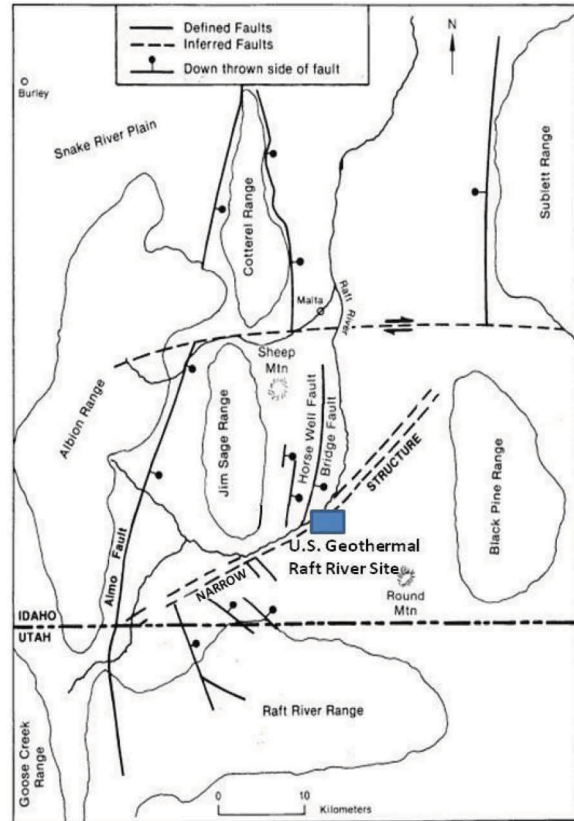 Defined Faults
Inferred Faults
Down thrown side of fault
N
Burley
Snake River Plain
Cotterel Range
Sublett Range
Malta
Raft River
Sheep
Mtn
Albion Range
Jim Sage Range
Horse Well Fault
Bridge Fault
STRUCTURE
Black Pine Range
U.S. Geothermal
Raft River Site
Almo Fault
NARROW
Round
Mtn
IDAHO
UTAH
Raft River Range
Goose Creek
Range
0 10
Kilometers